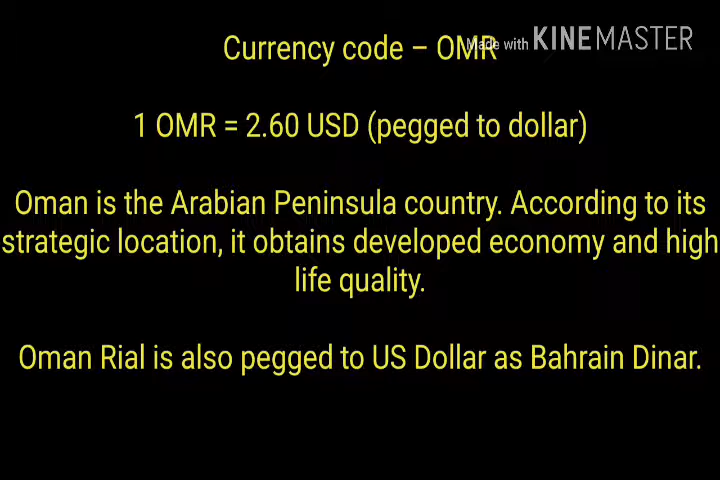 Made with KINEMASTER
Currency code – OMR
1 OMR = 2.60 USD (pegged to dollar)
Oman is the Arabian Peninsula country. According to its
strategic location, it obtains developed economy and high
life quality.
Oman Rial is also pegged to US Dollar as Bahrain Dinar.